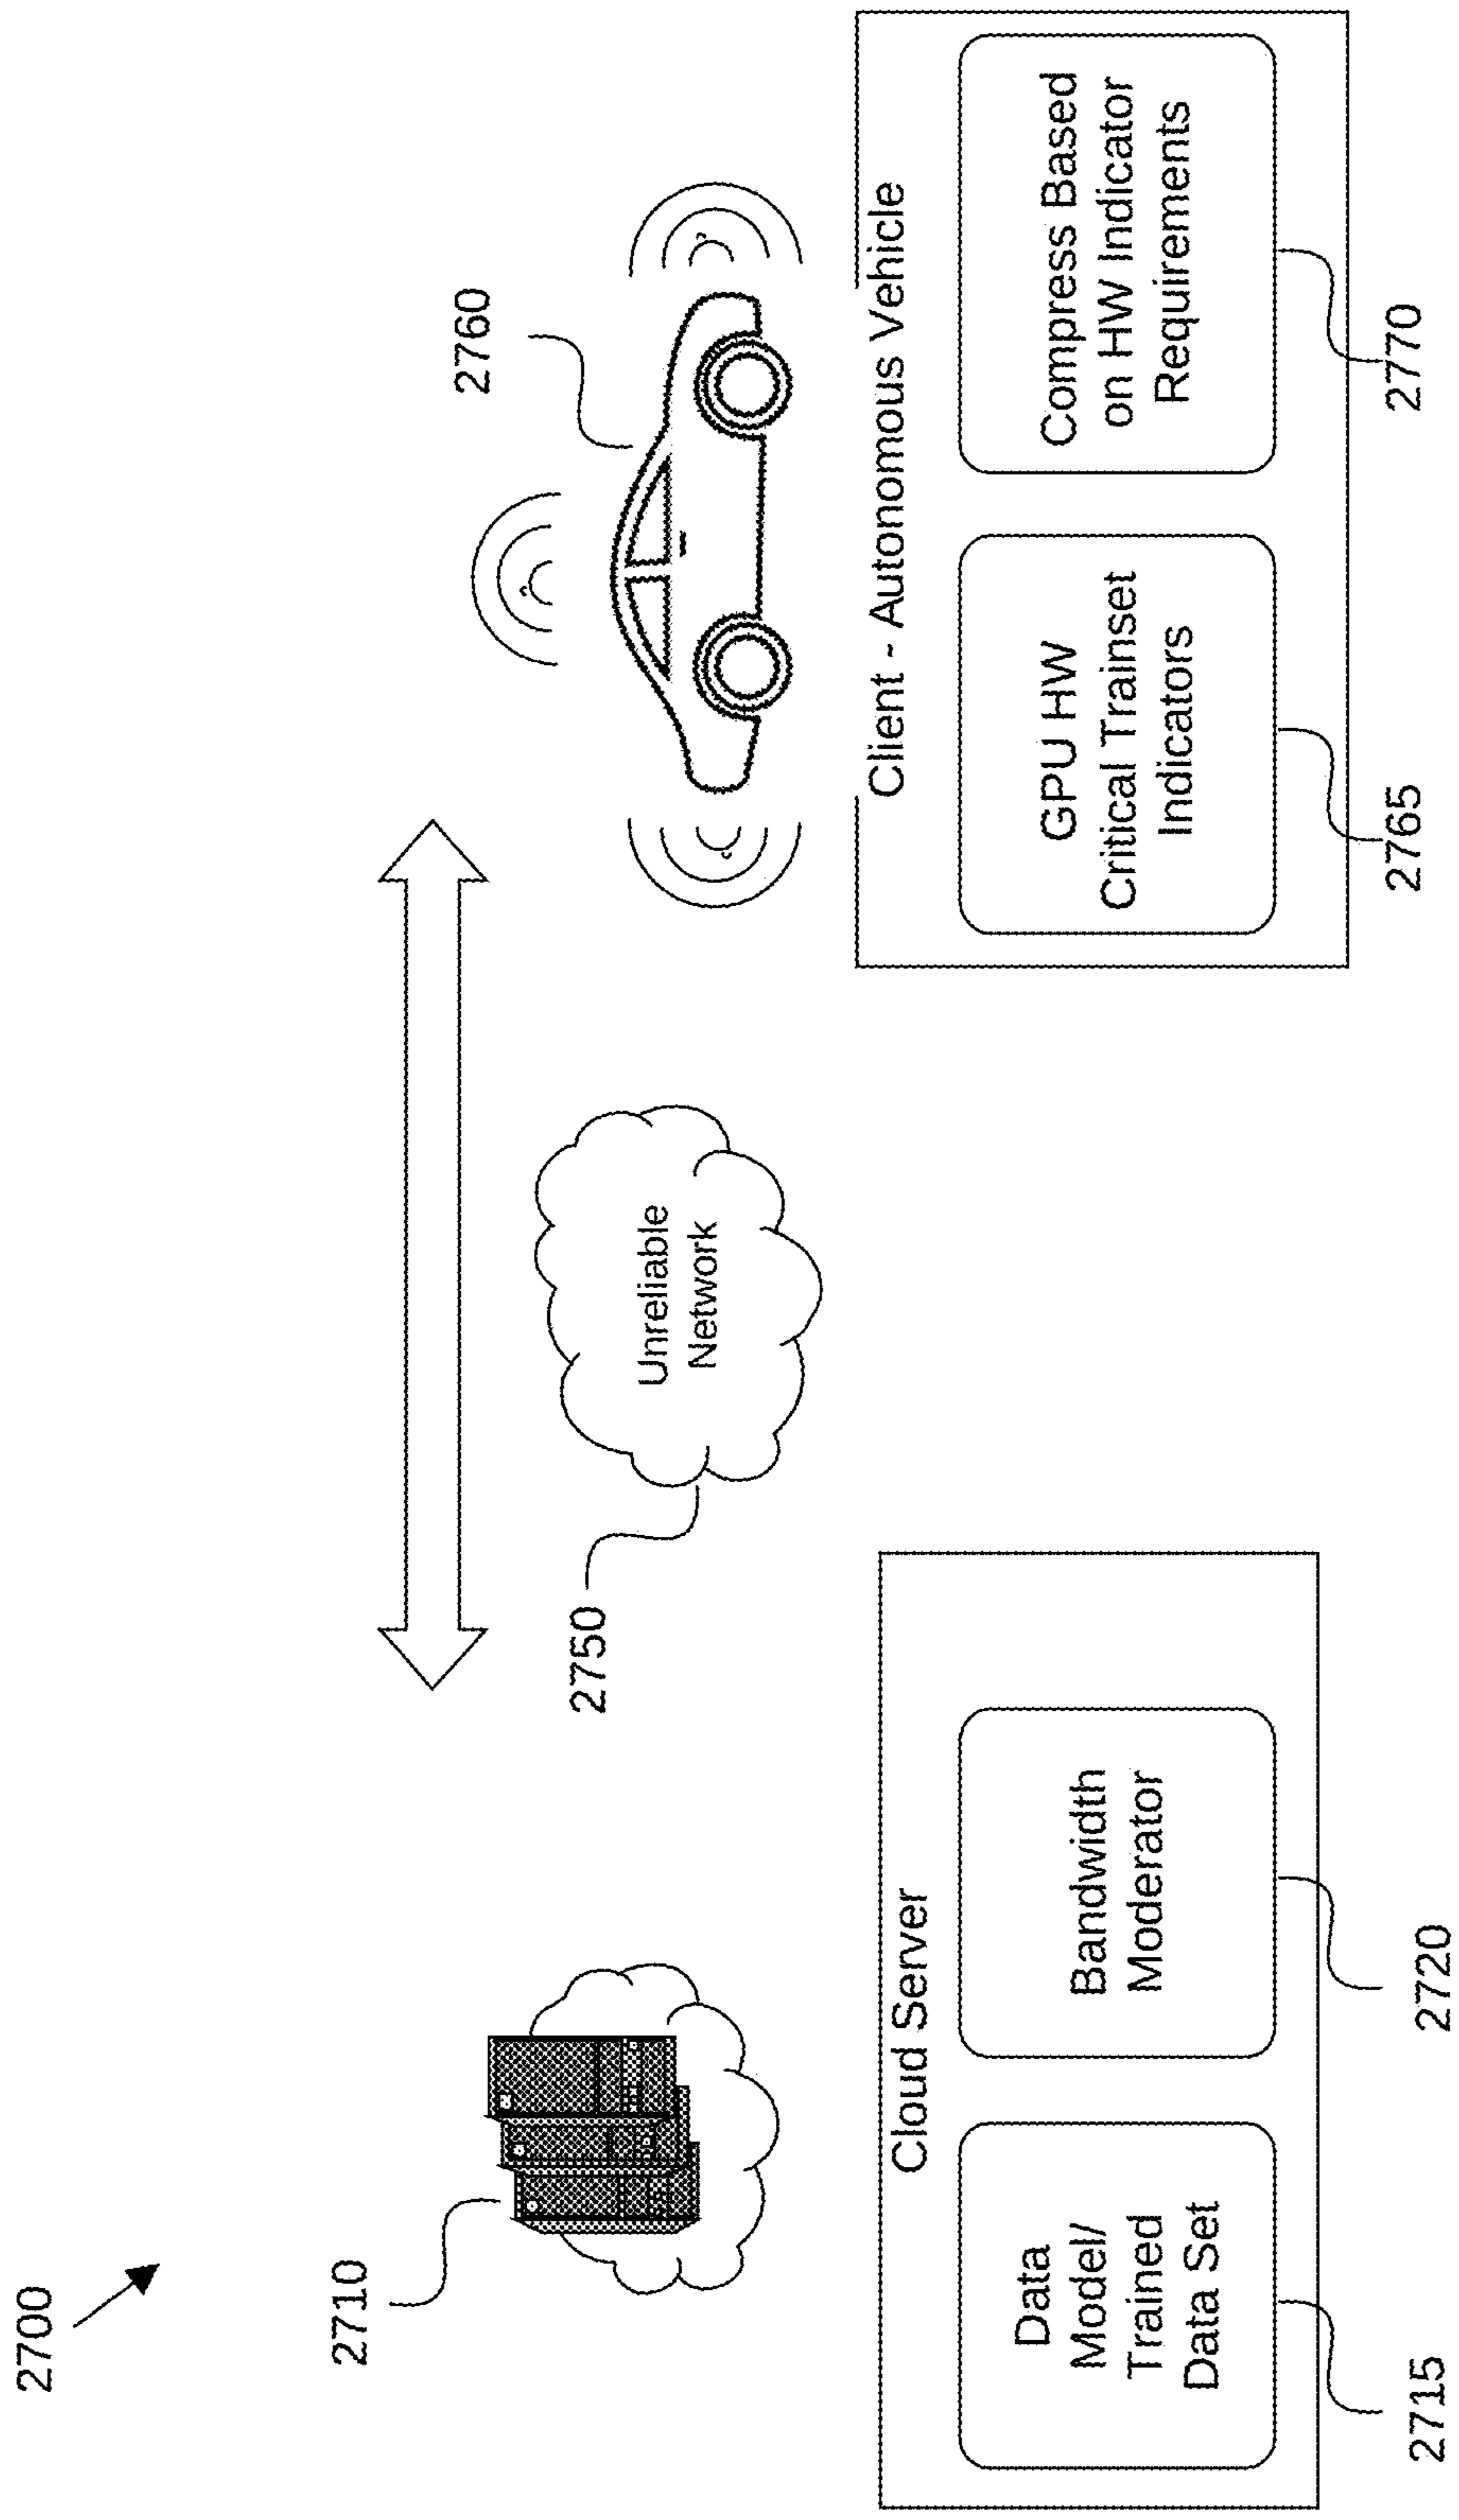 2700
2710
2760
2750
Unreliable
Network
Cloud Server
Data
Model/
Trained
Data Set
Bandwidth
Moderator
2715
2720
Client - Autonomous Vehicle
GPU HW
Critical Trainset
Indicators
Compress Based
on HW Indicator
Requirements
2765
2770